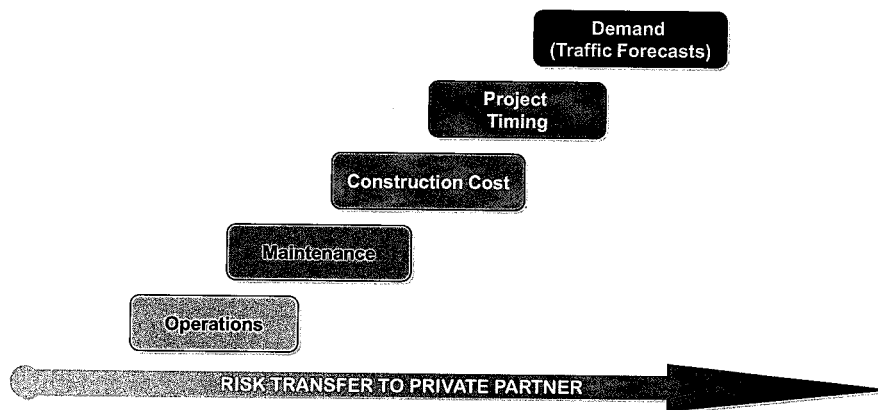 Demand
(Traffic Forecasts)
Project
Timing
Construction Cost
Maintenance
Operations
RISK TRANSFER TO PRIVATE PARTNER